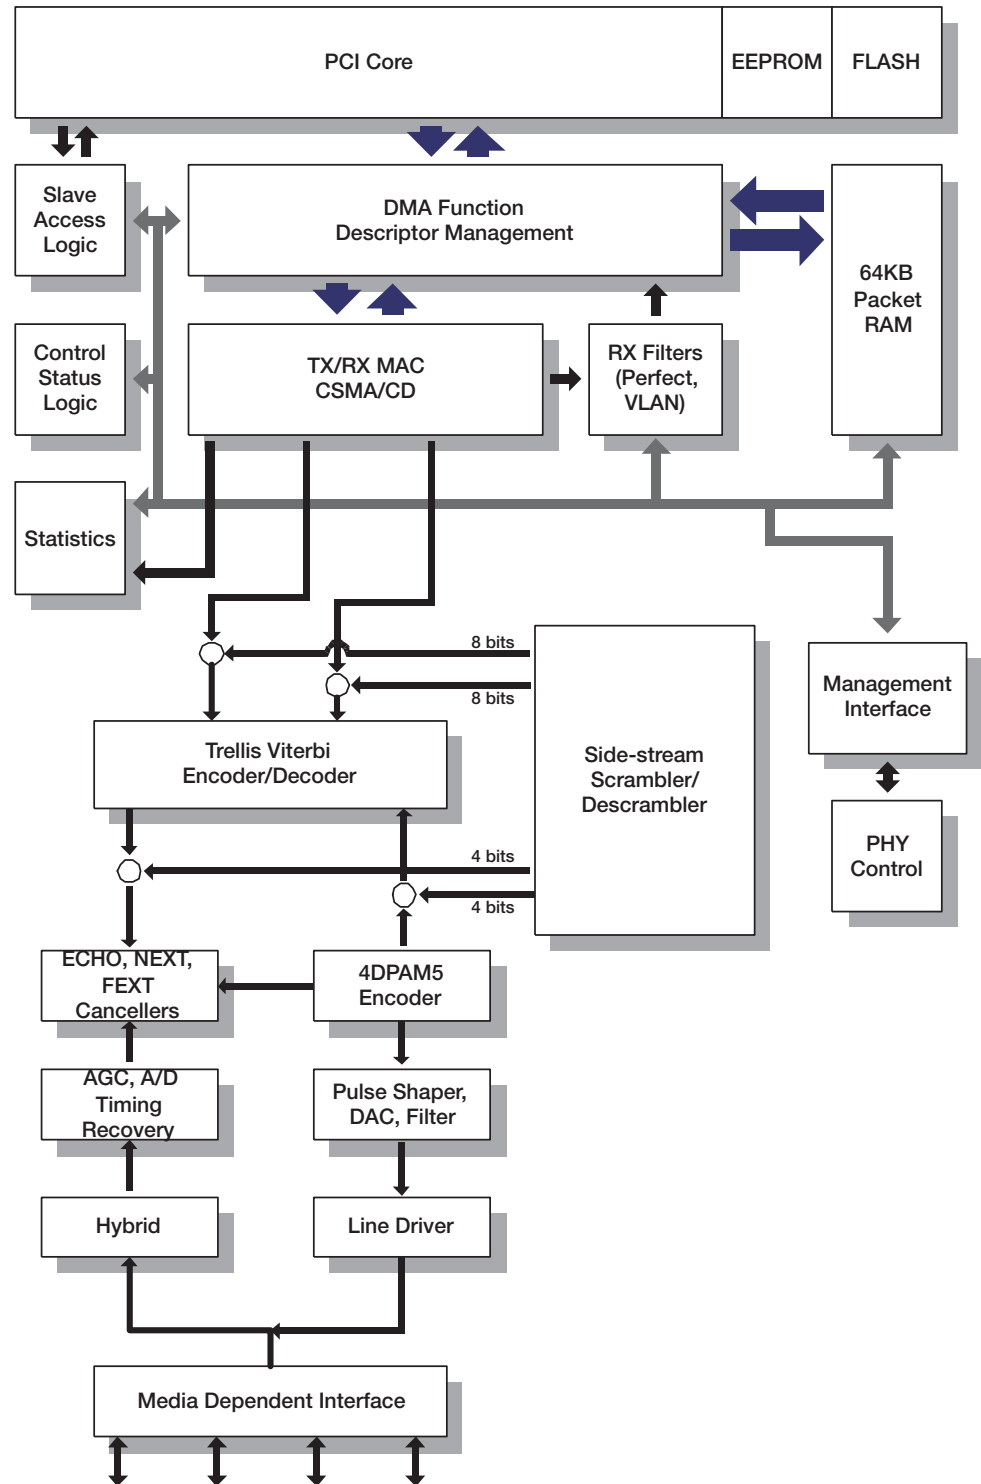 PCI Core
EEPROM
FLASH
Slave
Access
Logic
DMA Function
Descriptor Management
64KB
Packet
RAM
Control
Status
Logic
TX/RX MAC
CSMA/CD
RX Filters
(Perfect,
VLAN)
Statistics
8 bits
8 bits
Side-stream
Scrambler/
Descrambler
Management
Interface
Trellis Viterbi
Encoder/Decoder
PHY
Control
4 bits
4 bits
ECHO, NEXT,
FEXT
Cancellers
4DPAM5
Encoder
AGC, A/D
Timing
Recovery
Pulse Shaper,
DAC, Filter
Hybrid
Line Driver
Media Dependent Interface